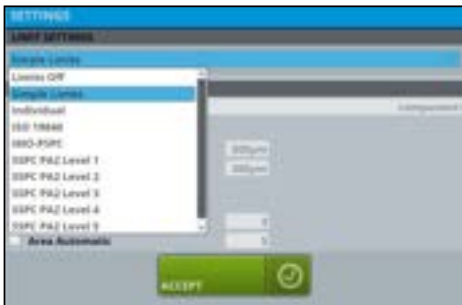 SETTINGS
LIMIT SETTINGS
Simple Limits
Limits Off
Simple Limits
Individual
ISO 19840
IMO-PSPC
SSPC PA2 Level 1
SSPC PA2 Level 2
SSPC PA2 Level 3
SSPC PA2 Level 4
SSPC PA2 Level 5
Area Automatic
ACCEPT